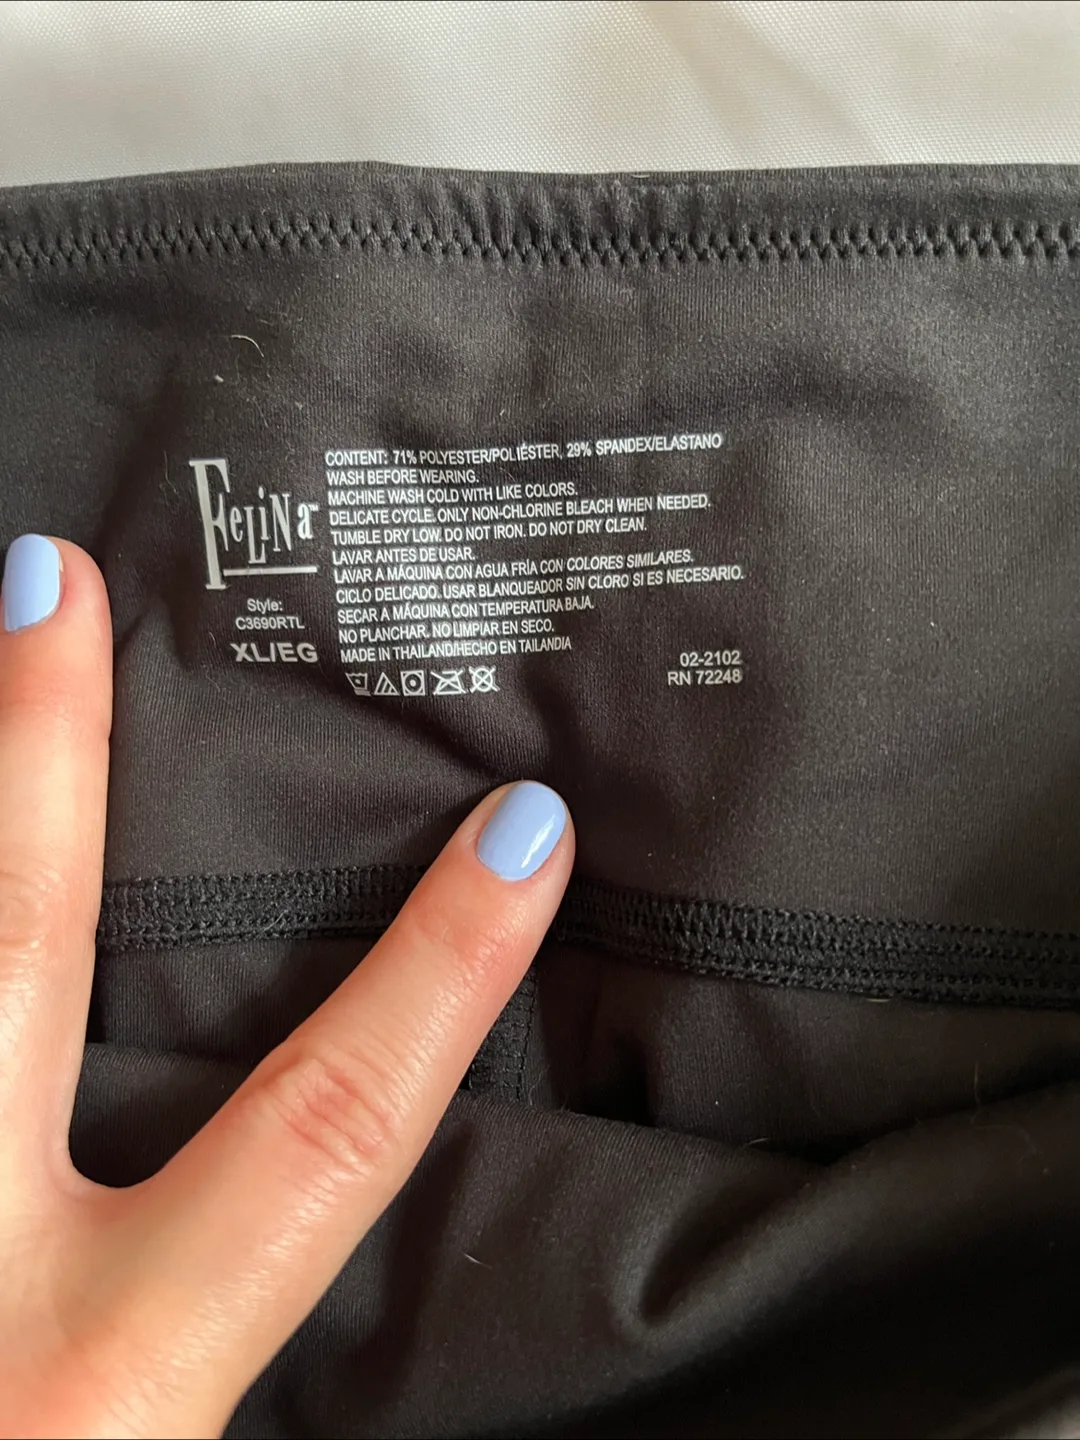 FeLiNa™
Style:
C3690RTL
XL/EG
CONTENT: 71% POLYESTER/POLIÉSTER, 29% SPANDEX/ELASTANO
WASH BEFORE WEARING.
MACHINE WASH COLD WITH LIKE COLORS.
DELICATE CYCLE. ONLY NON-CHLORINE BLEACH WHEN NEEDED.
TUMBLE DRY LOW. DO NOT IRON. DO NOT DRY CLEAN.
LAVAR ANTES DE USAR.
LAVAR A MÁQUINA CON AGUA FRÍA CON COLORES SIMILARES.
CICLO DELICADO. USAR BLANQUEADOR SIN CLORO SI ES NECESARIO.
SECAR A MÁQUINA CON TEMPERATURA BAJA.
NO PLANCHAR. NO LIMPIAR EN SECO.
MADE IN THAILAND/HECHO EN TAILANDIA
02-2102
RN 72248